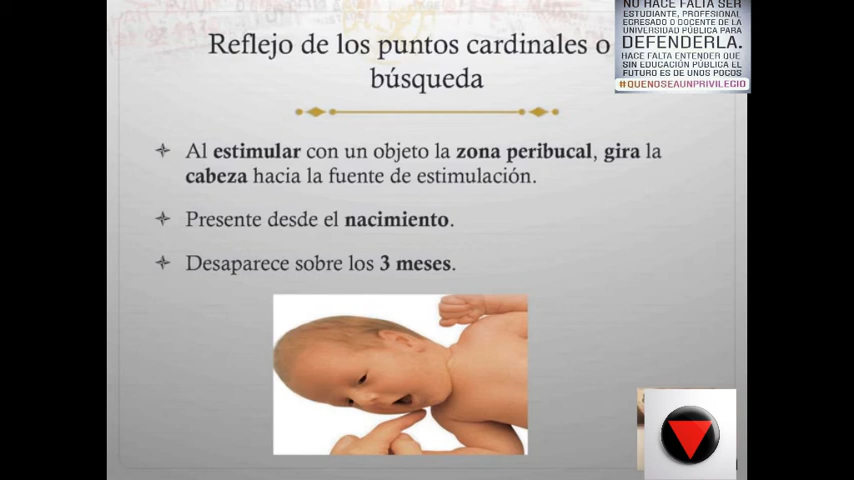 Reflejo de los puntos cardinales o
búsqueda
NO HACE FALTA SER
ESTUDIANTE, PROFESIONAL
EGRESADO O DOCENTE DE LA
UNIVERSIDAD PÚBLICA PARA
DEFENDERLA.
HACE FALTA ENTENDER QUE
SIN EDUCACIÓN PÚBLICA EL
FUTURO ES DE UNOS POCOS
#QUENOSEAUNPRIVILEGIO
Al estimular con un objeto la zona peribucal, gira la
cabeza hacia la fuente de estimulación.
Presente desde el nacimiento.
Desaparece sobre los 3 meses.